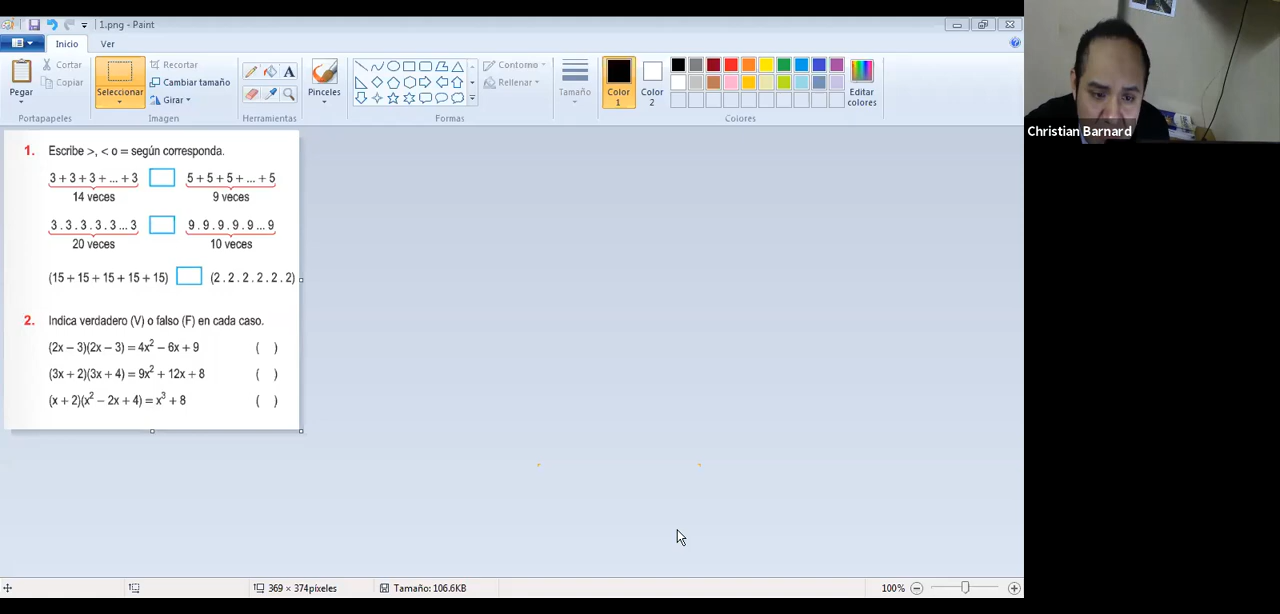 1.png - Paint
Inicio Ver
Pegar
Cortar
Copiar
Portapapeles
Seleccionar
Recortar
Cambiar tamaño
Girar
Imagen
A
Herramientas
Pinceles
Contorno
Rellenar
Formas
Tamaño
Color 1
Color 2
Editar colores
Colores
1. Escribe >, < o = según corresponda.
3 + 3 + 3 + ... + 3 5 + 5 + 5 + ... + 5
14 veces 9 veces
3 . 3 . 3 . 3 . 3 ... 3 9 . 9 . 9 . 9 . 9 ... 9
20 veces 10 veces
(15 + 15 + 15 + 15 + 15) (2 . 2 . 2 . 2 . 2 . 2)
2. Indica verdadero (V) o falso (F) en cada caso.
(2x – 3)(2x – 3) = 4x² – 6x + 9 ( )
(3x + 2)(3x + 4) = 9x² + 12x + 8 ( )
(x + 2)(x² – 2x + 4) = x³ + 8 ( )
369 × 374píxeles Tamaño: 106.6KB 100%
Christian Barnard